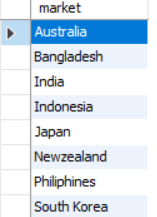 market
Australia
Bangladesh
India
Indonesia
Japan
Newzealand
Philiphines
South Korea